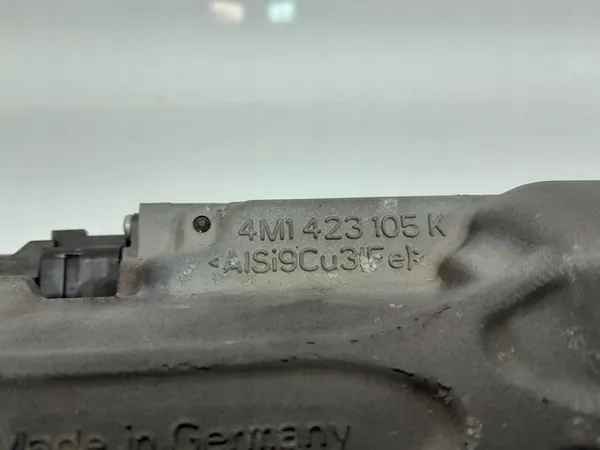 4M1 423 105 K
<AlSi9Cu3(Fe)>
Made in Germany